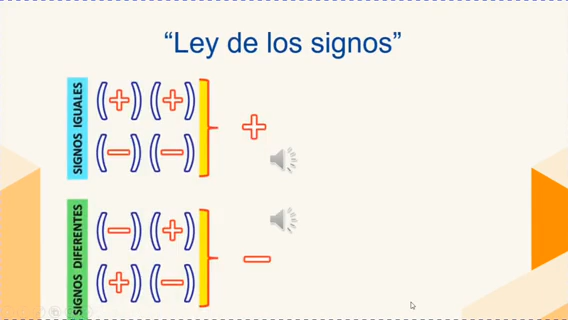 “Ley de los signos”
SIGNOS IGUALES
(+) (+)
(−) (−)
+
SIGNOS DIFERENTES
(−) (+)
(+) (−)
−